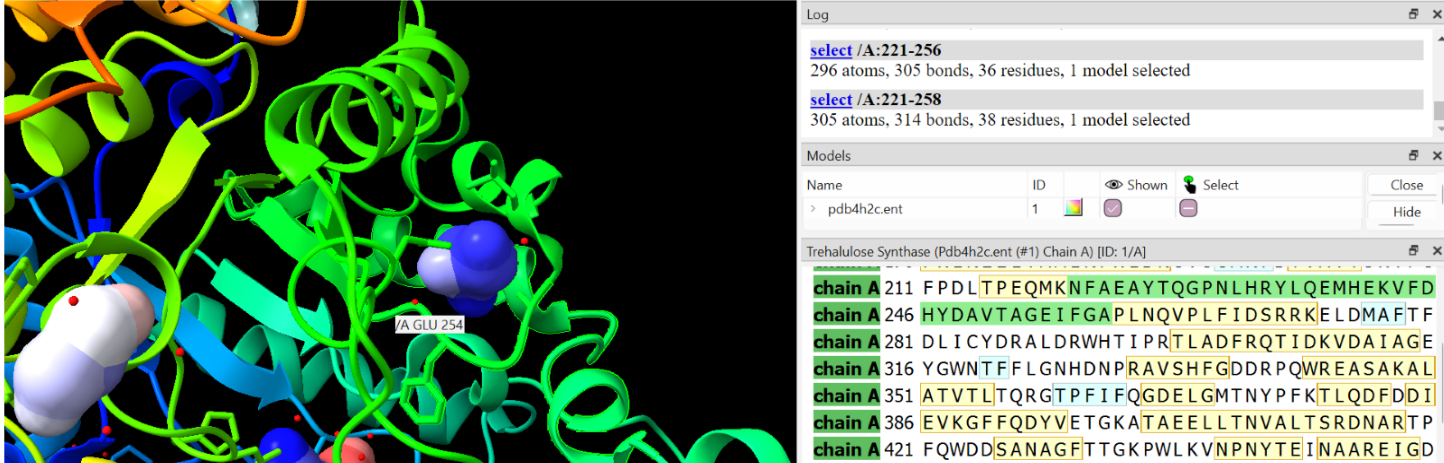 Log
select /A:221-256
296 atoms, 305 bonds, 36 residues, 1 model selected
select /A:221-258
305 atoms, 314 bonds, 38 residues, 1 model selected
Models
Name ID Shown Select Close
pdb4h2c.ent 1 Hide
Trehalulose Synthase (Pdb4h2c.ent (#1) Chain A) [ID: 1/A]
chain A 211 FPDLTPEQMKNFAEAYTQGPNLHRYLQEMHEKVFD
chain A 246 HYDAVTAGEIFGAPLNQVPLFIDSRRKELDMAFTF
chain A 281 DLICYDRALDRWHTIPRTLADFRQTIDKVDAIAGE
chain A 316 YGWNTFFLGNHDNPRAVSHFGDDRPQWREASAKAL
chain A 351 ATVTLTQRGTPFIFQGDELGMTNYPFKTLQDFDDI
chain A 386 EVKGFFQDYVETGKATAEELLTNVALTSRDNARTP
chain A 421 FQWDDSANAGFTTGKPWLKVNPNYTEINAAREIGD
/A GLU 254